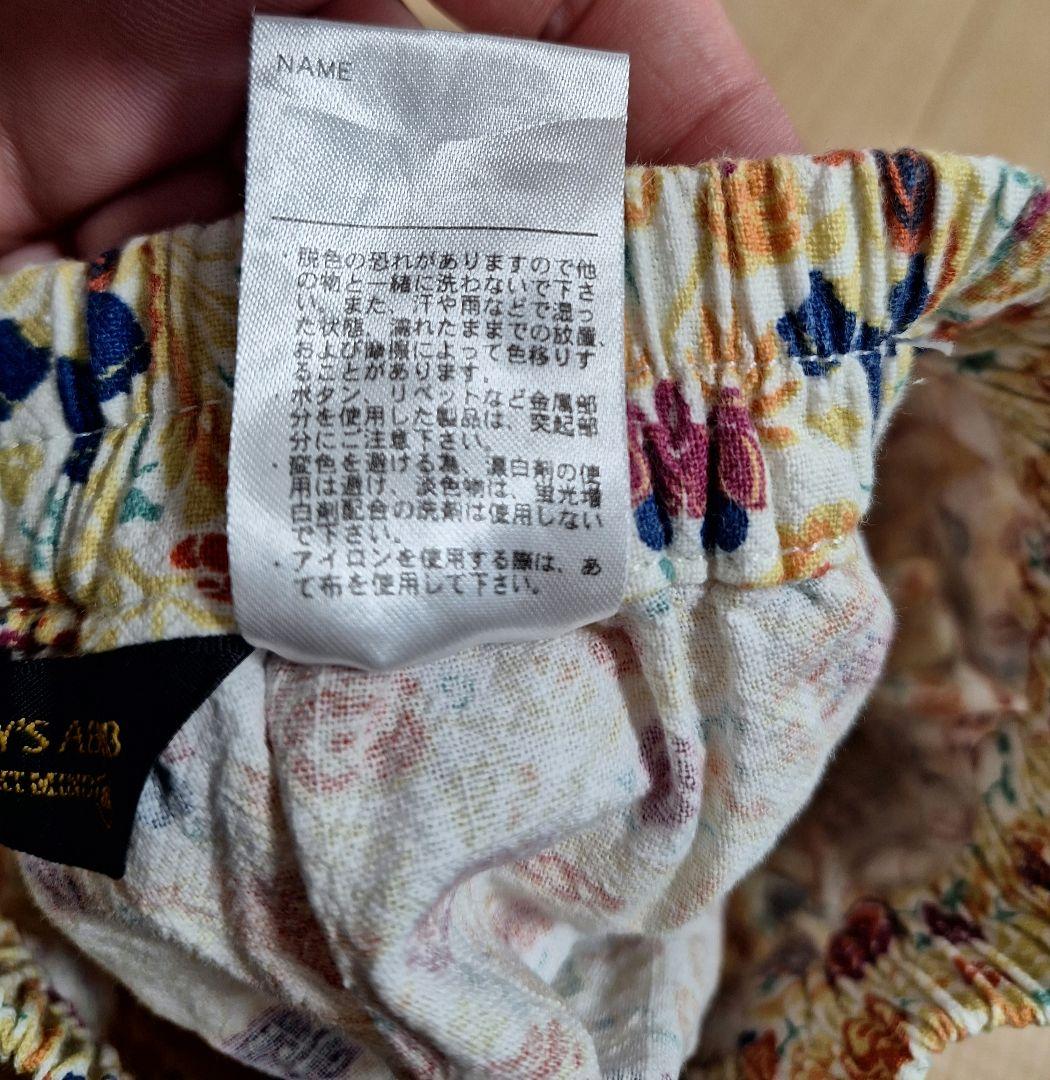 NAME
・脱色の恐れがありますので他
の物と一緒に洗わないで下さ
い。また、汗や雨などで湿っ
た状態、濡れたままでの放置、
および摩擦によって色移りす
ることがあります。
・ボタン、リベットなど金属部
分を使用した製品は、突起部
分にご注意下さい。
・変色を避ける為、漂白剤の使
用は避け、淡色物は、蛍光増
白剤配合の洗剤は使用しない
で下さい。
・アイロンを使用する際は、あ
て布を使用して下さい。